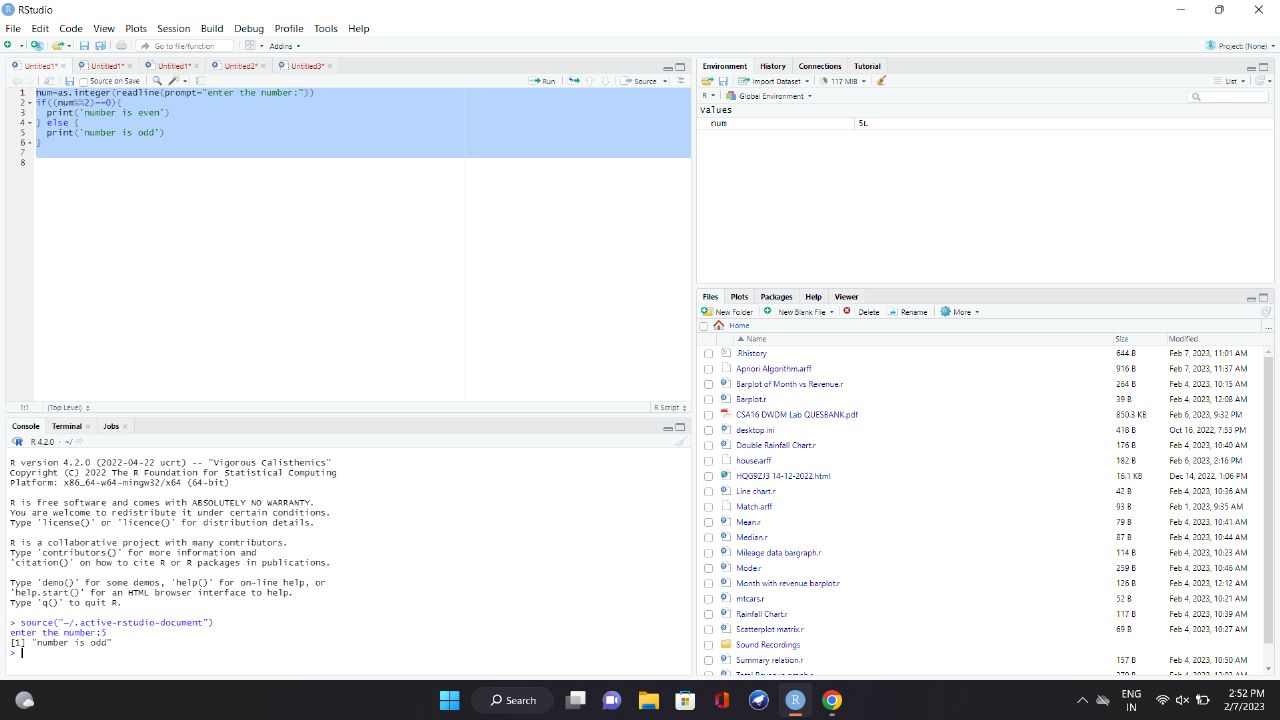 RStudio
File Edit Code View Plots Session Build Debug Profile Tools Help
Go to file/function Addins Project: (None)
Untitled1* Untitled1* Untitled1* Untitled2* Untitled3*
Source on Save Run Source
1 num=as.integer(readline(prompt="enter the number:"))
2 if((num%%2)==0){
3 print('number is even')
4 } else {
5 print('number is odd')
6 }
7
8
1:1 (Top Level) R Script
Console Terminal Jobs
R 4.2.0 · ~/
R version 4.2.0 (2022-04-22 ucrt) -- "Vigorous Calisthenics"
Copyright (C) 2022 The R Foundation for Statistical Computing
Platform: x86_64-w64-mingw32/x64 (64-bit)
R is free software and comes with ABSOLUTELY NO WARRANTY.
You are welcome to redistribute it under certain conditions.
Type 'license()' or 'licence()' for distribution details.
R is a collaborative project with many contributors.
Type 'contributors()' for more information and
'citation()' on how to cite R or R packages in publications.
Type 'demo()' for some demos, 'help()' for on-line help, or
'help.start()' for an HTML browser interface to help.
Type 'q()' to quit R.
> source("~/.active-rstudio-document")
enter the number:5
[1] "number is odd"
>
Environment History Connections Tutorial
Import Dataset 117 MiB List
R Global Environment
Values
num 5L
Files Plots Packages Help Viewer
New Folder New Blank File Delete Rename More
Home
Name Size Modified
.Rhistory 644 B Feb 7, 2023, 11:01 AM
Apriori Algorithm.arff 916 B Feb 7, 2023, 11:37 AM
Barplot of Month vs Revenue.r 264 B Feb 4, 2023, 10:15 AM
Barplot.r 39 B Feb 4, 2023, 12:08 AM
CSA16 DWDM Lab QUESBANK.pdf 850.3 KB Feb 6, 2023, 9:32 PM
desktop.ini 418 B Oct 16, 2022, 7:53 PM
Double Rainfall Chart.r 176 B Feb 4, 2023, 10:40 AM
house.arff 182 B Feb 6, 2023, 2:16 PM
HQG92J3 14-12-2022.html 16.1 KB Dec 14, 2022, 1:06 PM
Line chart.r 42 B Feb 4, 2023, 10:36 AM
Match.arff 93 B Feb 1, 2023, 9:35 AM
Mean.r 79 B Feb 4, 2023, 10:41 AM
Median.r 87 B Feb 4, 2023, 10:44 AM
Mileage data bargraph.r 114 B Feb 4, 2023, 10:23 AM
Mode.r 259 B Feb 4, 2023, 10:46 AM
Month with revenue barplot.r 126 B Feb 4, 2023, 12:12 AM
mtcars.r 52 B Feb 4, 2023, 10:21 AM
Rainfall Chart.r 117 B Feb 4, 2023, 10:39 AM
Scatterplot matrix.r 69 B Feb 4, 2023, 10:27 AM
Sound Recordings
Summary relation.r 157 B Feb 4, 2023, 10:50 AM
Search
ENG
IN
2:52 PM
2/7/2023